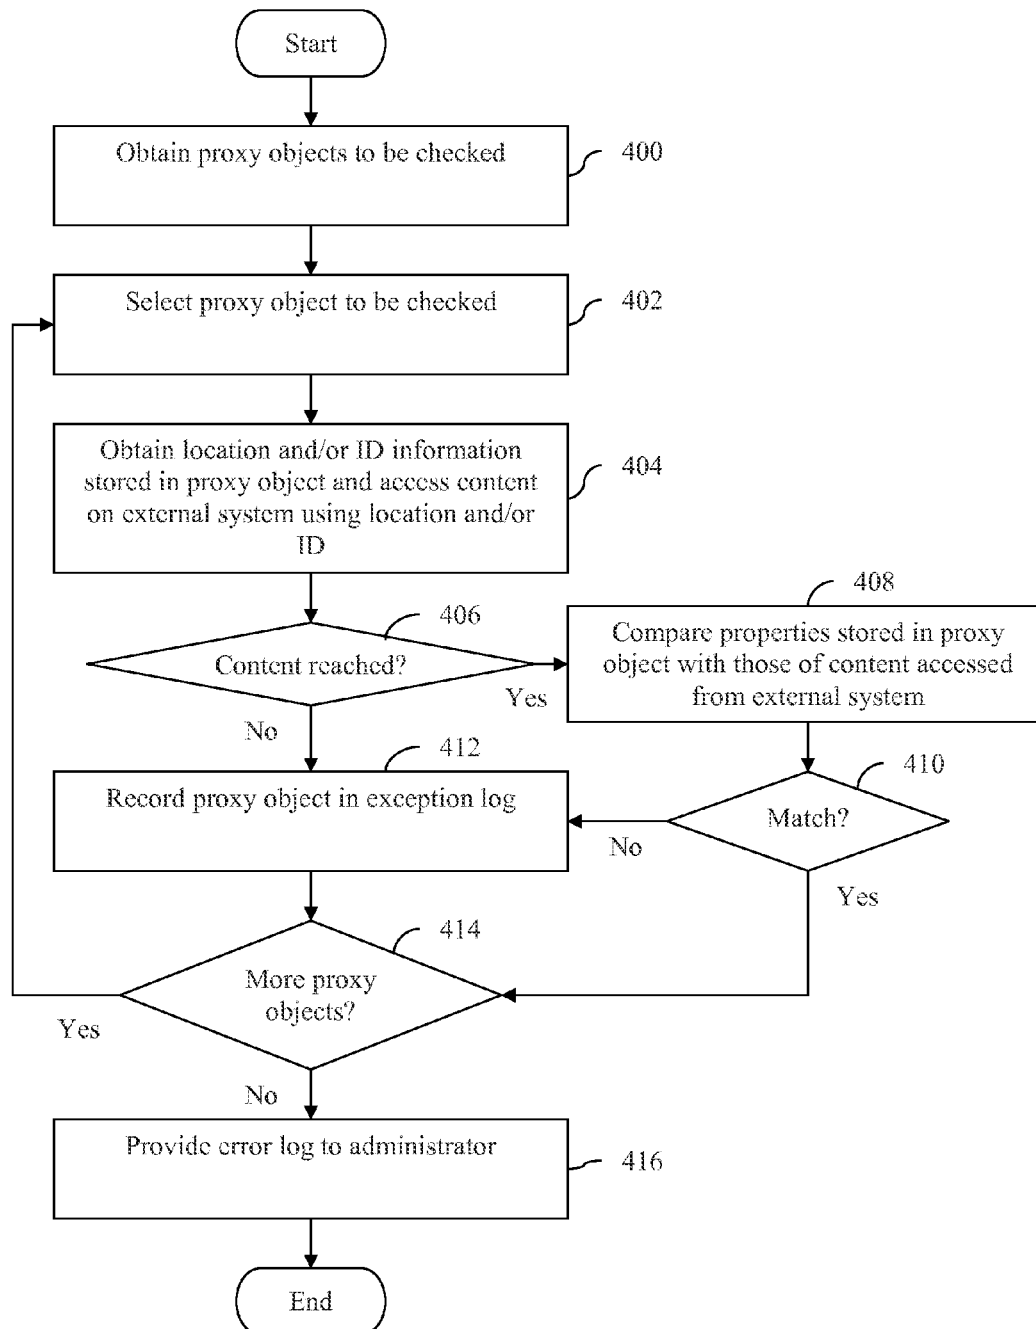 Start
Obtain proxy objects to be checked
400
Select proxy object to be checked
402
Obtain location and/or ID information
stored in proxy object and access content
on external system using location and/or
ID
404
406
Content reached?
Yes
No
408
Compare properties stored in proxy
object with those of content accessed
from external system
412
Record proxy object in exception log
410
Match?
No
Yes
414
More proxy
objects?
Yes
No
Provide error log to administrator
416
End